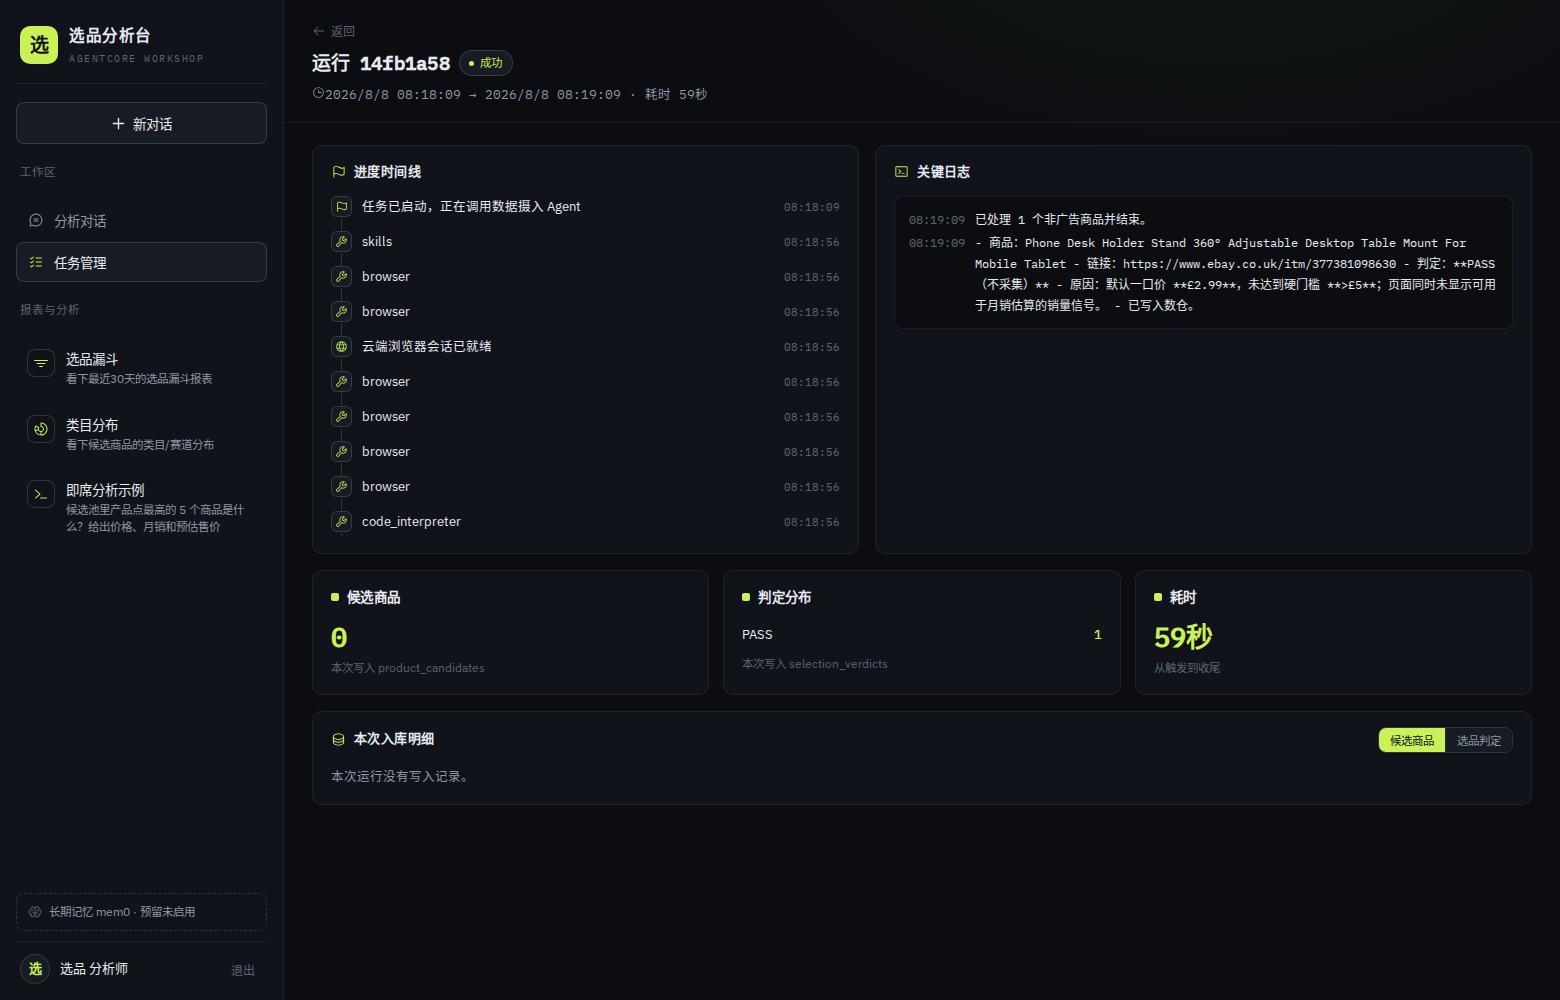 选
选品分析台
AGENTCORE WORKSHOP
新对话
工作区
分析对话
任务管理
报表与分析
选品漏斗
看下最近30天的选品漏斗报表
类目分布
看下候选商品的类目/赛道分布
即席分析示例
候选池里产品点最高的 5 个商品是什
么? 给出价格、月销和预估售价
长期记忆 mem0 · 预留未启用
选
选品 分析师
退出
← 返回
运行 14fb1a58
成功
2026/8/8 08:18:09 → 2026/8/8 08:19:09 · 耗时 59秒
进度时间线
任务已启动，正在调用数据摄入 Agent 08:18:09
skills 08:18:56
browser 08:18:56
browser 08:18:56
云端浏览器会话已就绪 08:18:56
browser 08:18:56
browser 08:18:56
browser 08:18:56
browser 08:18:56
code_interpreter 08:18:56
关键日志
08:19:09 已处理 1 个非广告商品并结束。
08:19:09 - 商品：Phone Desk Holder Stand 360° Adjustable Desktop Table Mount For
Mobile Tablet - 链接：https://www.ebay.co.uk/itm/377381098630 - 判定：**PASS
（不采集）** - 原因：默认一口价 **£2.99**，未达到硬门槛 **>£5**；页面同时未显示可用
于月销估算的销量信号。 - 已写入数仓。
候选商品
0
本次写入 product_candidates
判定分布
PASS 1
本次写入 selection_verdicts
耗时
59秒
从触发到收尾
本次入库明细
候选商品 选品判定
本次运行没有写入记录。